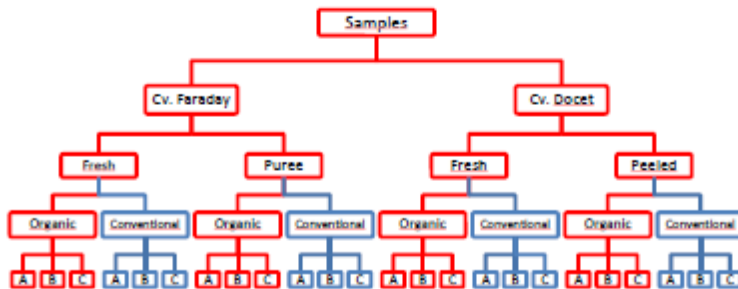 Samples
Cv. Faraday Cv. Docet
Fresh Puree Fresh Peeled
Organic Conventional Organic Conventional Organic Conventional Organic Conventional
A B C A B C A B C A B C A B C A B C A B C A B C